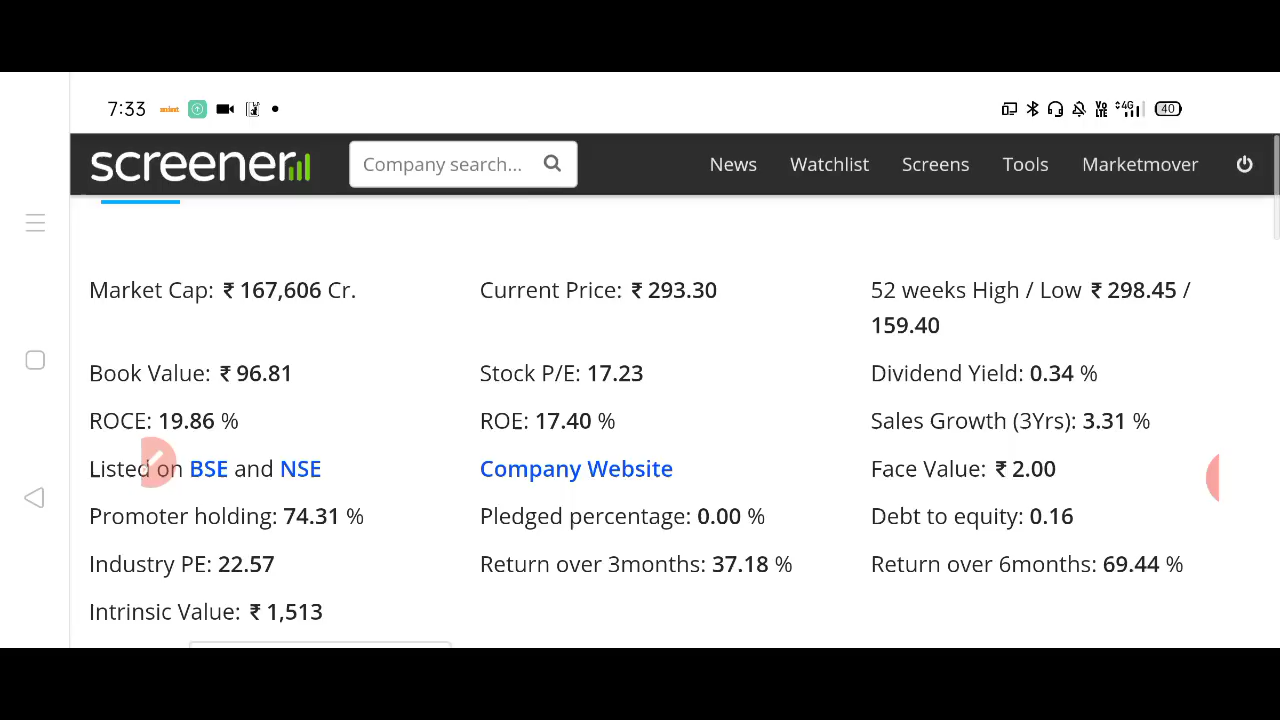 7:33
40
screener
Company search...
News
Watchlist
Screens
Tools
Marketmover
Market Cap: ₹ 167,606 Cr.
Current Price: ₹ 293.30
52 weeks High / Low ₹ 298.45 /
159.40
Book Value: ₹ 96.81
Stock P/E: 17.23
Dividend Yield: 0.34 %
ROCE: 19.86 %
ROE: 17.40 %
Sales Growth (3Yrs): 3.31 %
Listed on BSE and NSE
Company Website
Face Value: ₹ 2.00
Promoter holding: 74.31 %
Pledged percentage: 0.00 %
Debt to equity: 0.16
Industry PE: 22.57
Return over 3months: 37.18 %
Return over 6months: 69.44 %
Intrinsic Value: ₹ 1,513